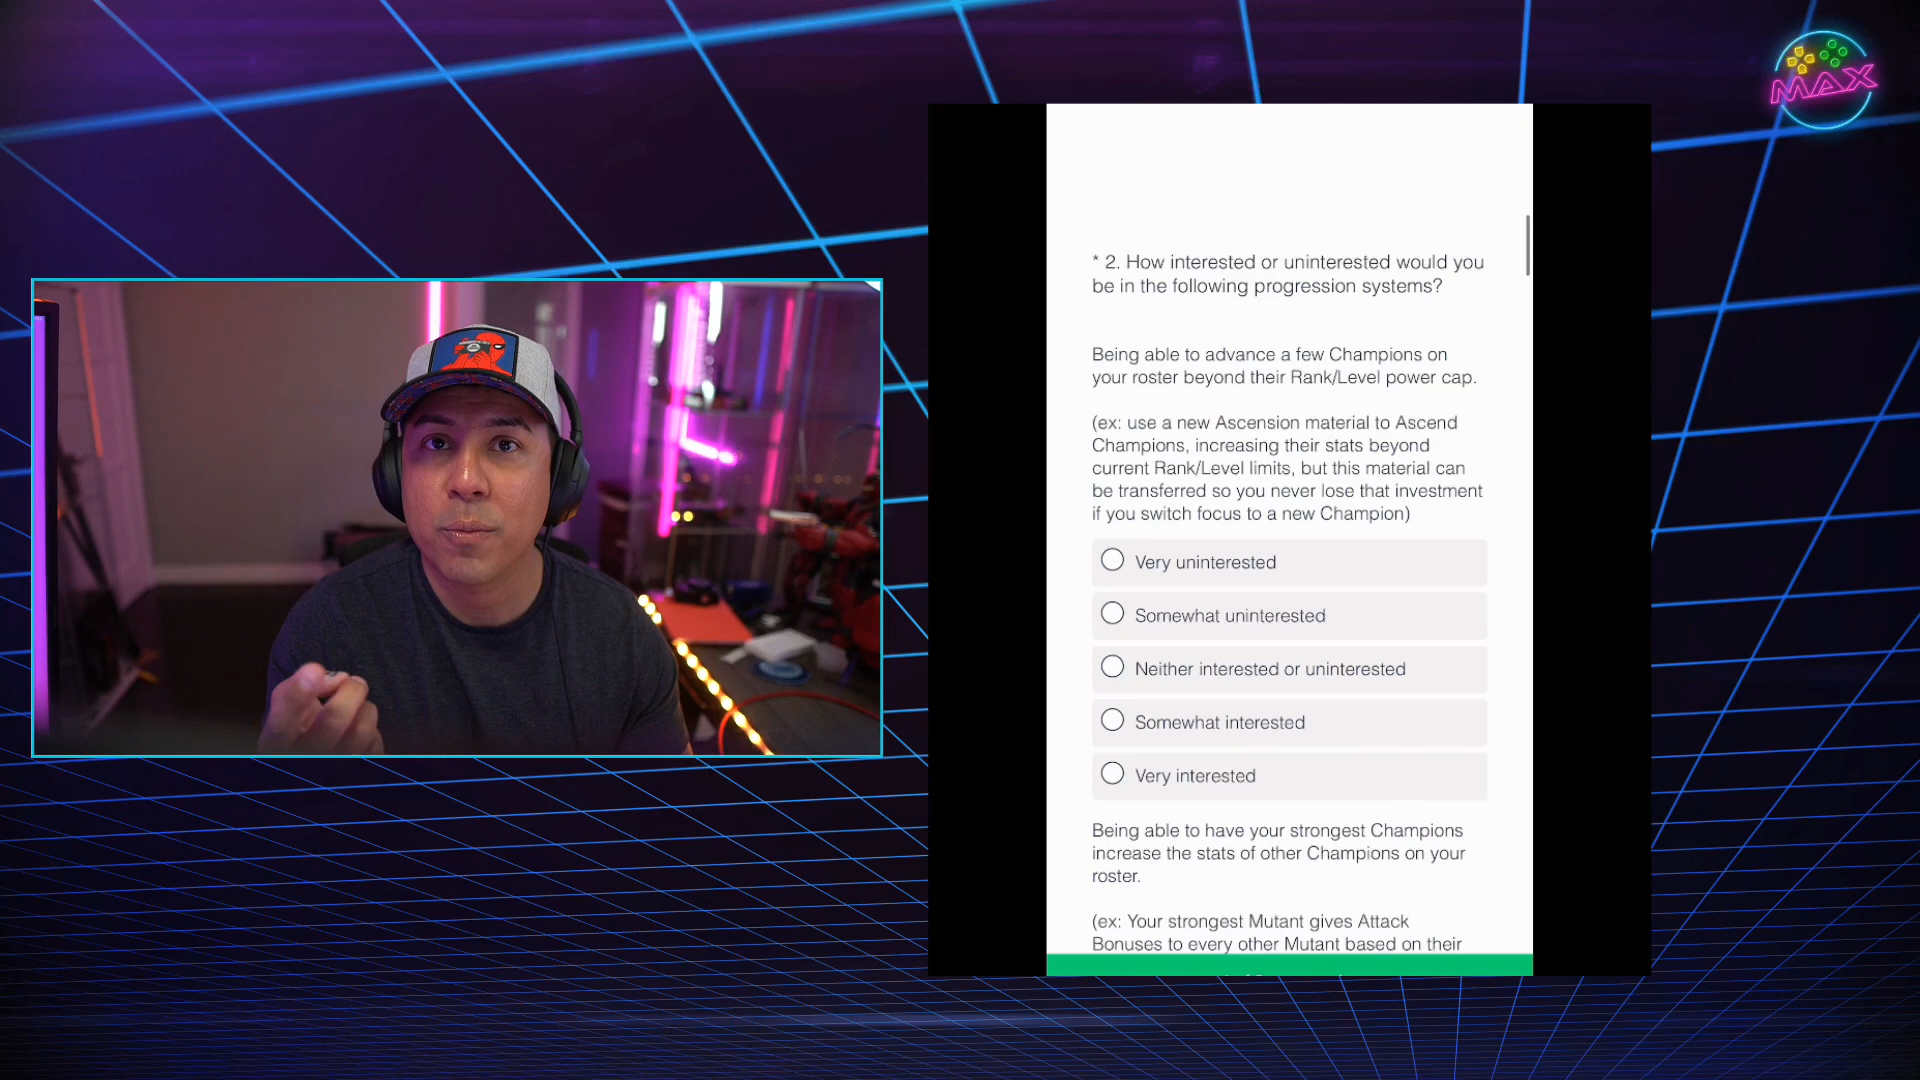 MAX
* 2. How interested or uninterested would you
be in the following progression systems?
Being able to advance a few Champions on
your roster beyond their Rank/Level power cap.
(ex: use a new Ascension material to Ascend
Champions, increasing their stats beyond
current Rank/Level limits, but this material can
be transferred so you never lose that investment
if you switch focus to a new Champion)
Very uninterested
Somewhat uninterested
Neither interested or uninterested
Somewhat interested
Very interested
Being able to have your strongest Champions
increase the stats of other Champions on your
roster.
(ex: Your strongest Mutant gives Attack
Bonuses to every other Mutant based on their